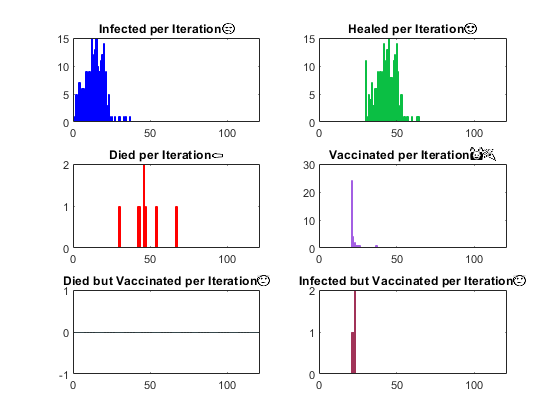 Infected per Iteration😑 Healed per Iteration🙂
15 15
10 10
5 5
0 0
0 50 100 0 50 100
Died per Iteration⚰ Vaccinated per Iteration🙌🎉
2 30
20
1
10
0 0
0 50 100 0 50 100
Died but Vaccinated per Iteration😕 Infected but Vaccinated per Iteration😕
1 2
0 1
-1 0
0 50 100 0 50 100